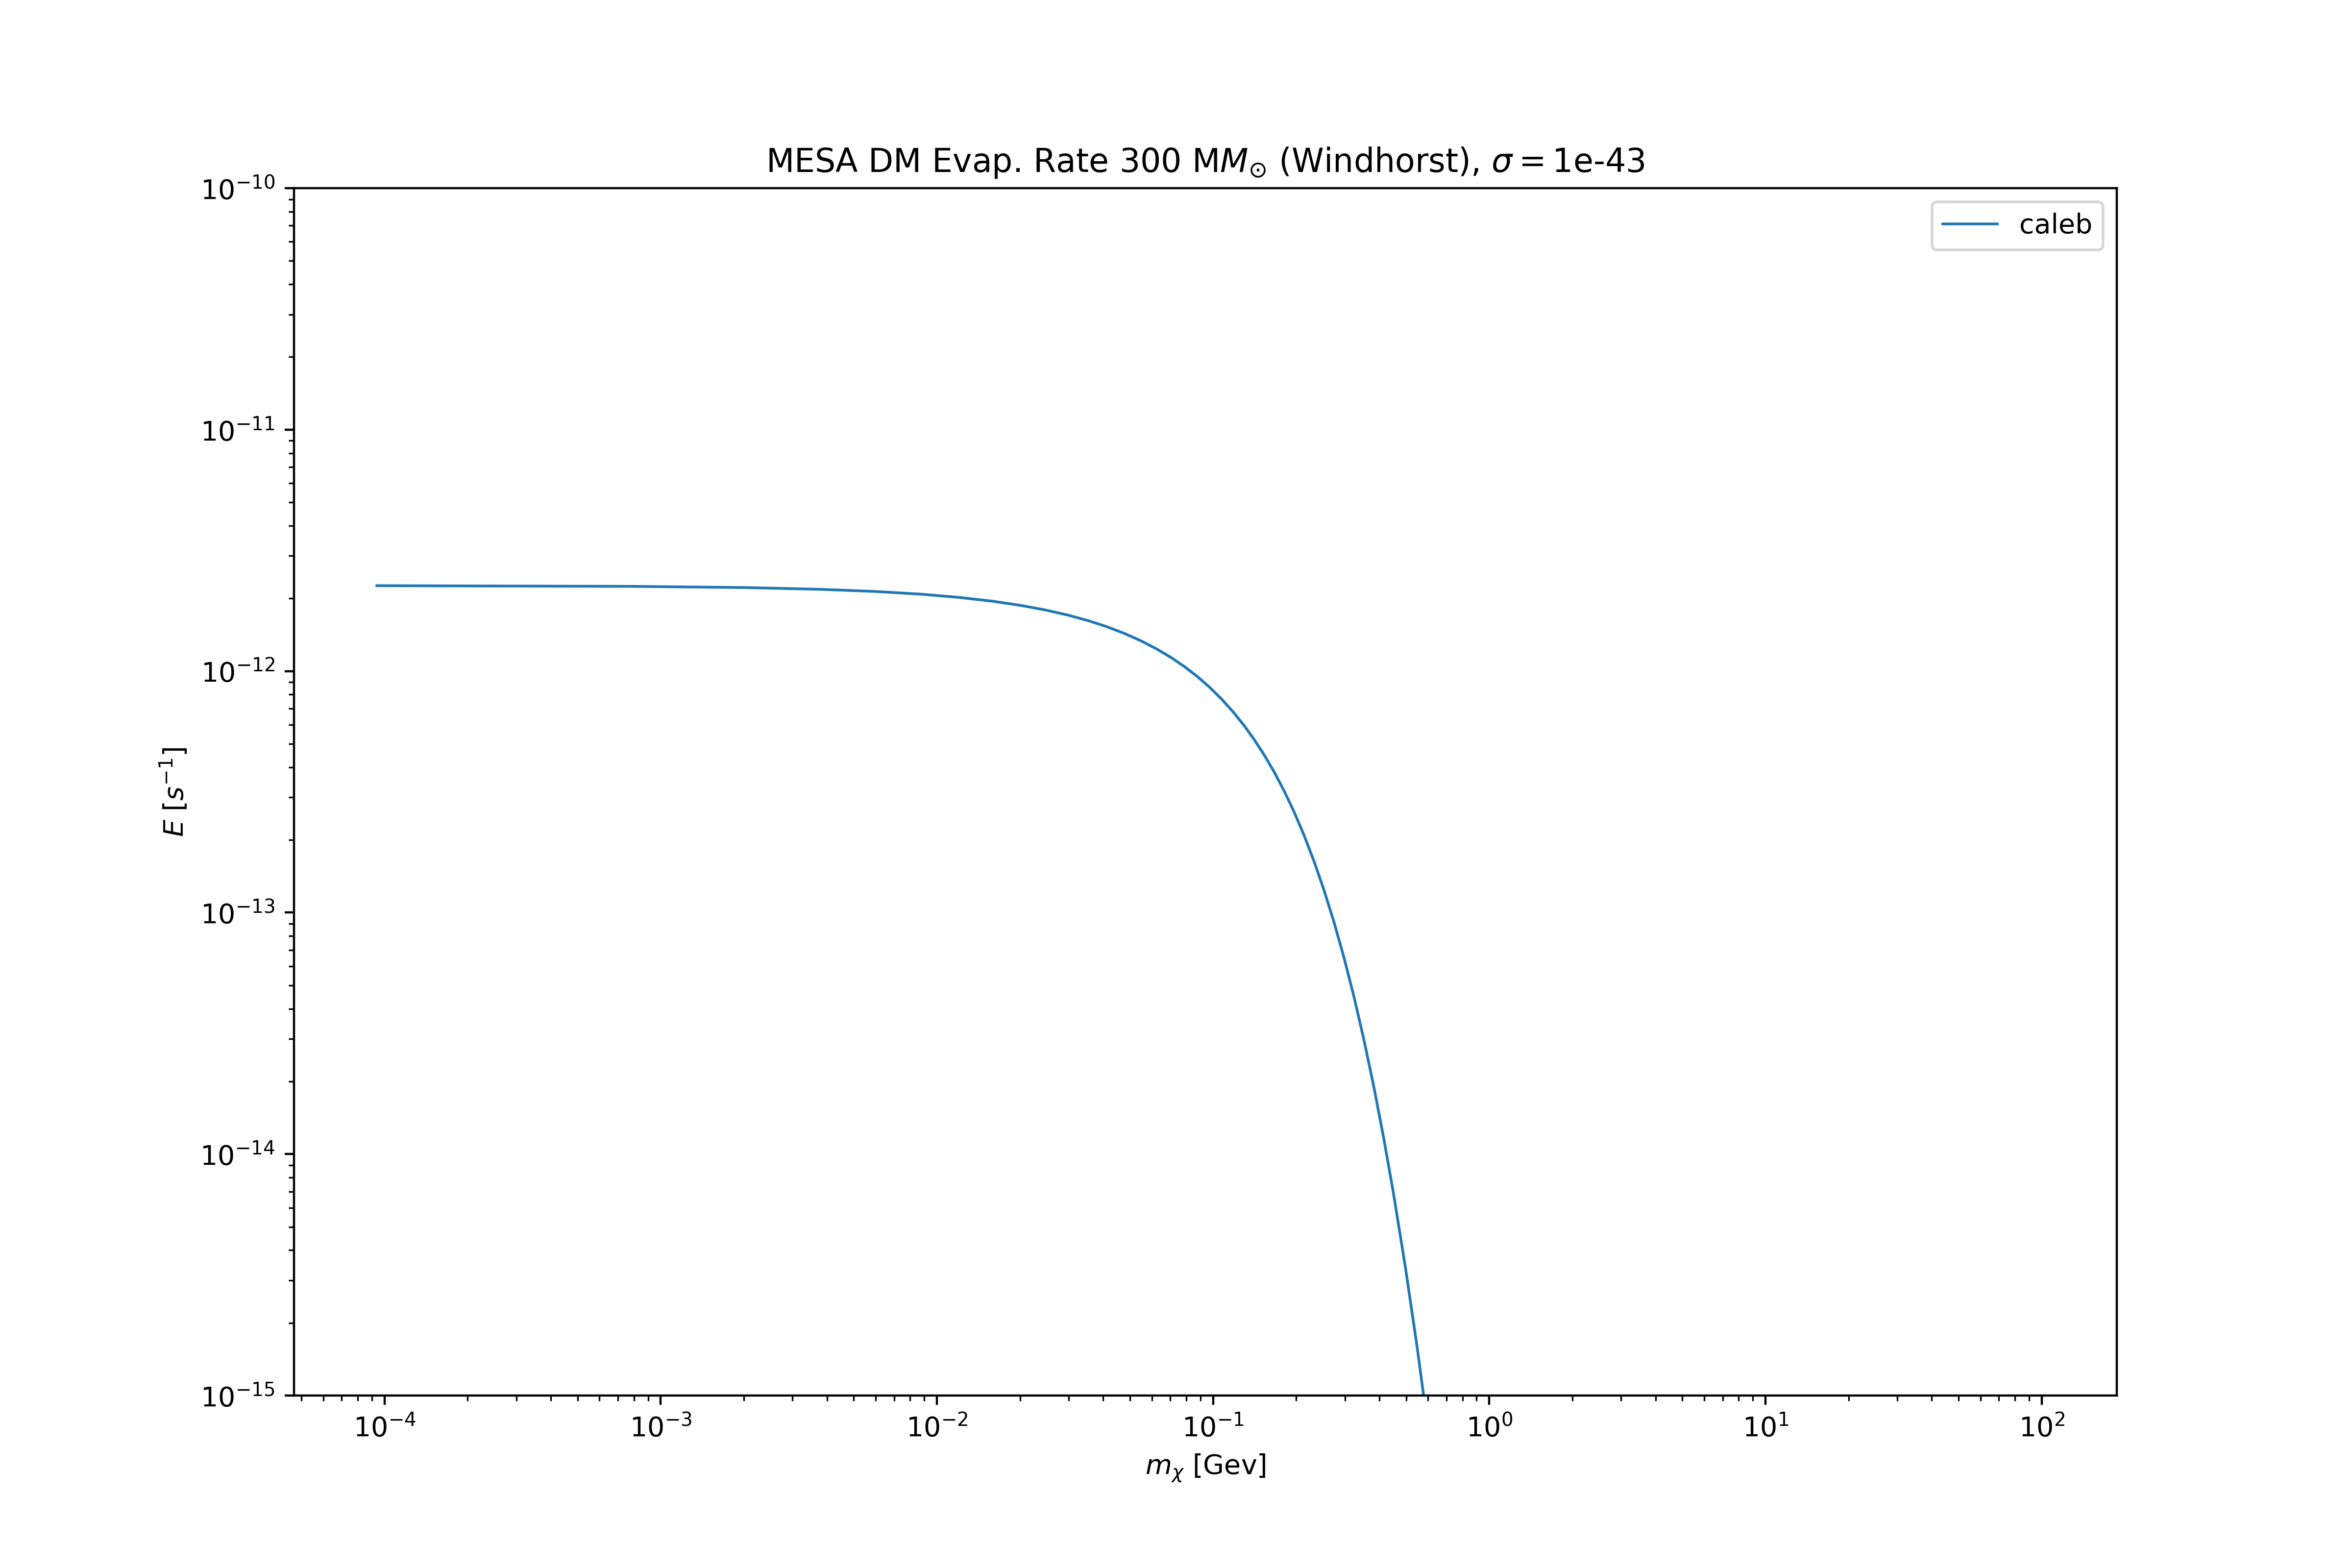 MESA DM Evap. Rate 300 M$M_\odot$ (Windhorst), $\sigma = $1e-43
caleb
$10^{-10}$
$10^{-11}$
$10^{-12}$
$10^{-13}$
$10^{-14}$
$10^{-15}$
$E$ [$s^{-1}$]
$10^{-4}$ $10^{-3}$ $10^{-2}$ $10^{-1}$ $10^{0}$ $10^{1}$ $10^{2}$
$m_\chi$ [Gev]